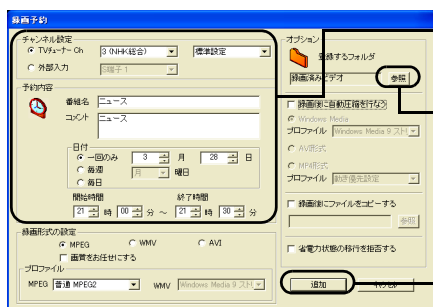 録画予約
チャンネル設定
TVチューナー Ch 3 (NHK総合) 標準設定
外部入力 S端子1
予約内容
番組名 ニュース
コメント ニュース
日付
一回のみ 3 月 28 日
毎週 月 曜日
毎日
開始時間 終了時間
21 時 00 分 ～ 21 時 30 分
録画形式の設定
MPEG WMV AVI
画質をお任せにする
プロファイル
MPEG 普通 MPEG2 WMV Windows Media 9 スト
オプション
登録するフォルダ
録画済みビデオ 参照
録画後に自動圧縮を行なう
Windows Media
プロファイル Windows Media 9 スト
AVI形式
MP4形式
プロファイル 動き優先設定
録画後にファイルをコピーする
参照
省電力状態の移行を拒否する
追加 キャンセル